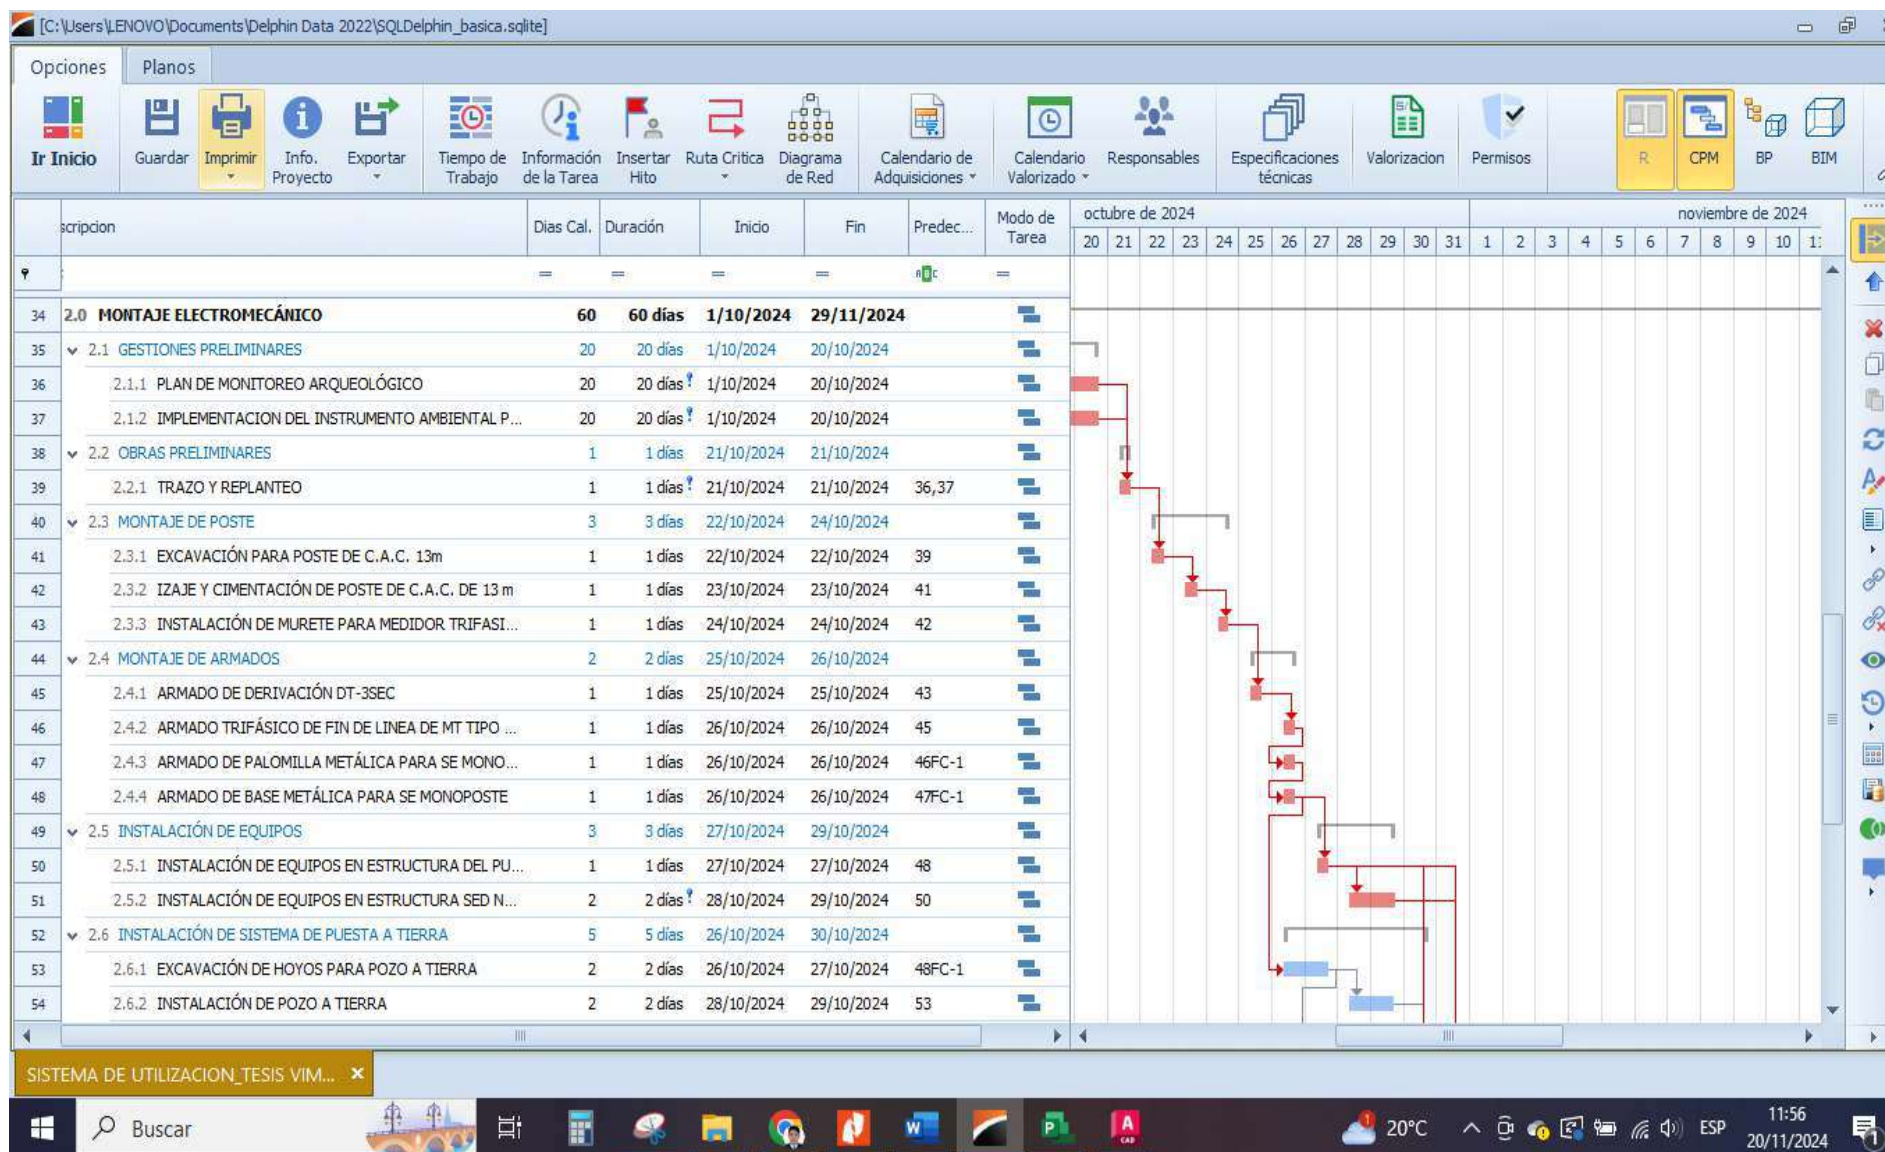 [C:\Users\LENOVO\Documents\Delphin Data 2022\SQLDelphin_basica.sqlite]
Opciones Planos
Ir Inicio Guardar Imprimir Info. Proyecto Exportar Tiempo de Trabajo Información de la Tarea Insertar Hito Ruta Critica Diagrama de Red Calendario de Adquisiciones Calendario Valorizado Responsables Especificaciones técnicas Valorizacion Permisos R CPM BP BIM
scripcion Dias Cal. Duración Inicio Fin Predec... Modo de Tarea octubre de 2024 noviembre de 2024
20 21 22 23 24 25 26 27 28 29 30 31 1 2 3 4 5 6 7 8 9 10 11
= = = = ABC =
34 2.0 MONTAJE ELECTROMECÁNICO 60 60 días 1/10/2024 29/11/2024
35 2.1 GESTIONES PRELIMINARES 20 20 días 1/10/2024 20/10/2024
36 2.1.1 PLAN DE MONITOREO ARQUEOLÓGICO 20 20 días 1/10/2024 20/10/2024
37 2.1.2 IMPLEMENTACION DEL INSTRUMENTO AMBIENTAL P... 20 20 días 1/10/2024 20/10/2024
38 2.2 OBRAS PRELIMINARES 1 1 días 21/10/2024 21/10/2024
39 2.2.1 TRAZO Y REPLANTEO 1 1 días 21/10/2024 21/10/2024 36,37
40 2.3 MONTAJE DE POSTE 3 3 días 22/10/2024 24/10/2024
41 2.3.1 EXCAVACIÓN PARA POSTE DE C.A.C. 13m 1 1 días 22/10/2024 22/10/2024 39
42 2.3.2 IZAJE Y CIMENTACIÓN DE POSTE DE C.A.C. DE 13 m 1 1 días 23/10/2024 23/10/2024 41
43 2.3.3 INSTALACIÓN DE MURETE PARA MEDIDOR TRIFASI... 1 1 días 24/10/2024 24/10/2024 42
44 2.4 MONTAJE DE ARMADOS 2 2 días 25/10/2024 26/10/2024
45 2.4.1 ARMADO DE DERIVACIÓN DT-3SEC 1 1 días 25/10/2024 25/10/2024 43
46 2.4.2 ARMADO TRIFÁSICO DE FIN DE LINEA DE MT TIPO ... 1 1 días 26/10/2024 26/10/2024 45
47 2.4.3 ARMADO DE PALOMILLA METÁLICA PARA SE MONO... 1 1 días 26/10/2024 26/10/2024 46FC-1
48 2.4.4 ARMADO DE BASE METÁLICA PARA SE MONOPOSTE 1 1 días 26/10/2024 26/10/2024 47FC-1
49 2.5 INSTALACIÓN DE EQUIPOS 3 3 días 27/10/2024 29/10/2024
50 2.5.1 INSTALACIÓN DE EQUIPOS EN ESTRUCTURA DEL PU... 1 1 días 27/10/2024 27/10/2024 48
51 2.5.2 INSTALACIÓN DE EQUIPOS EN ESTRUCTURA SED N... 2 2 días 28/10/2024 29/10/2024 50
52 2.6 INSTALACIÓN DE SISTEMA DE PUESTA A TIERRA 5 5 días 26/10/2024 30/10/2024
53 2.6.1 EXCAVACIÓN DE HOYOS PARA POZO A TIERRA 2 2 días 26/10/2024 27/10/2024 48FC-1
54 2.6.2 INSTALACIÓN DE POZO A TIERRA 2 2 días 28/10/2024 29/10/2024 53
SISTEMA DE UTILIZACION_TESIS VIM...
Buscar 20°C ESP 11:56
20/11/2024